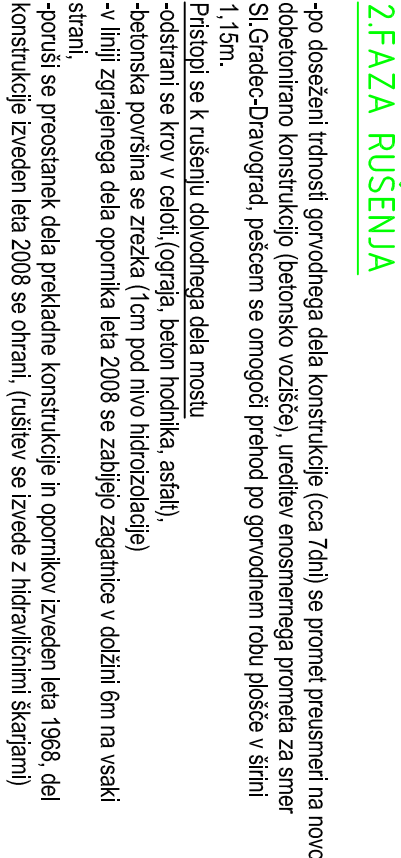 2.FAZA RUŠENJA
-po doseženi trdnosti gorvodnega dela konstrukcije (cca 7dni) se promet preusmeri na novo
dobetonirano konstrukcijo (betonsko vozišče), ureditev enosmernega prometa za smer
Sl.Gradec-Dravograd, pešcem se omogoči prehod po gorvodnem robu plošče v širini
1,15m.
Pristopi se k rušenju dolvodnega dela mostu
-odstrani se krov v celoti,(ograja, beton hodnika, asfalt),
-betonska površina se zrezka (1cm pod nivo hidroizolacije)
-v liniji zgrajenega dela opornika leta 2008 se zabijejo zagatnice v dolžini 6m na vsaki
strani,
-poruši se preostanek dela prekladne konstrukcije in opornikov izveden leta 1968, del
konstrukcije izveden leta 2008 se ohrani, (rušitev se izvede z hidravličnimi škarjami)